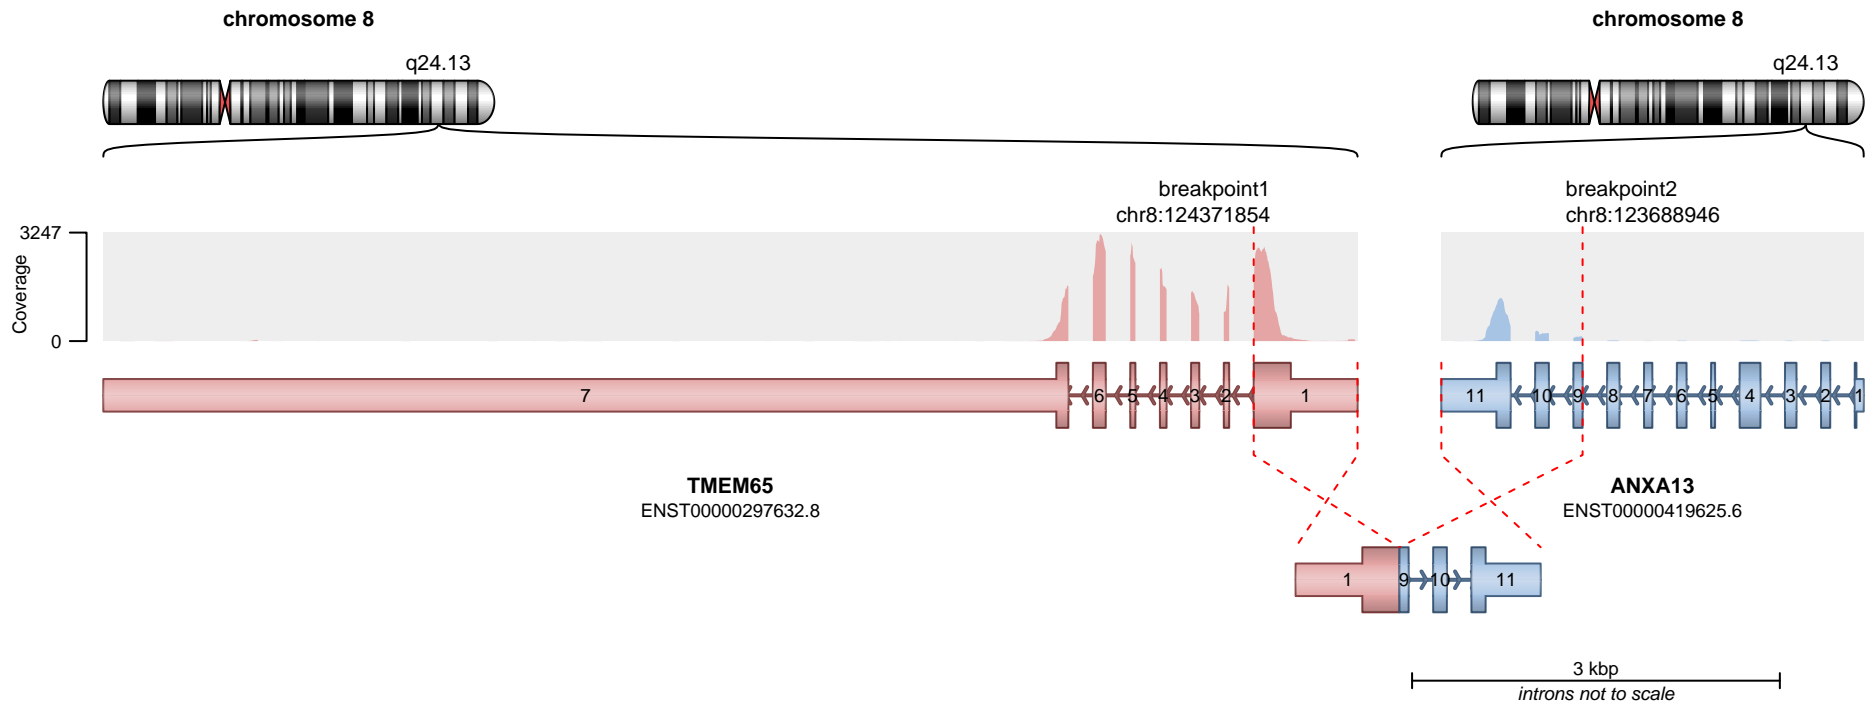 chromosome 8
chromosome 8
q24.13
q24.13
breakpoint1
chr8:124371854
breakpoint2
chr8:123688946
3247
Coverage
0
7
6
5
4
3
2
1
11
10
9
8
7
6
5
4
3
2
1
TMEM65
ENST00000297632.8
ANXA13
ENST00000419625.6
1
9
10
11
3 kbp
introns not to scale